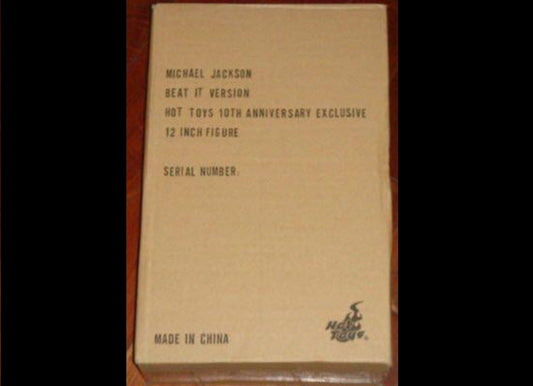 MICHAEL JACKSON
BEAT IT VERSION
HOT TOYS 10TH ANNIVERSARY EXCLUSIVE
12 INCH FIGURE
SERIAL NUMBER:
MADE IN CHINA
HOT
TOYS